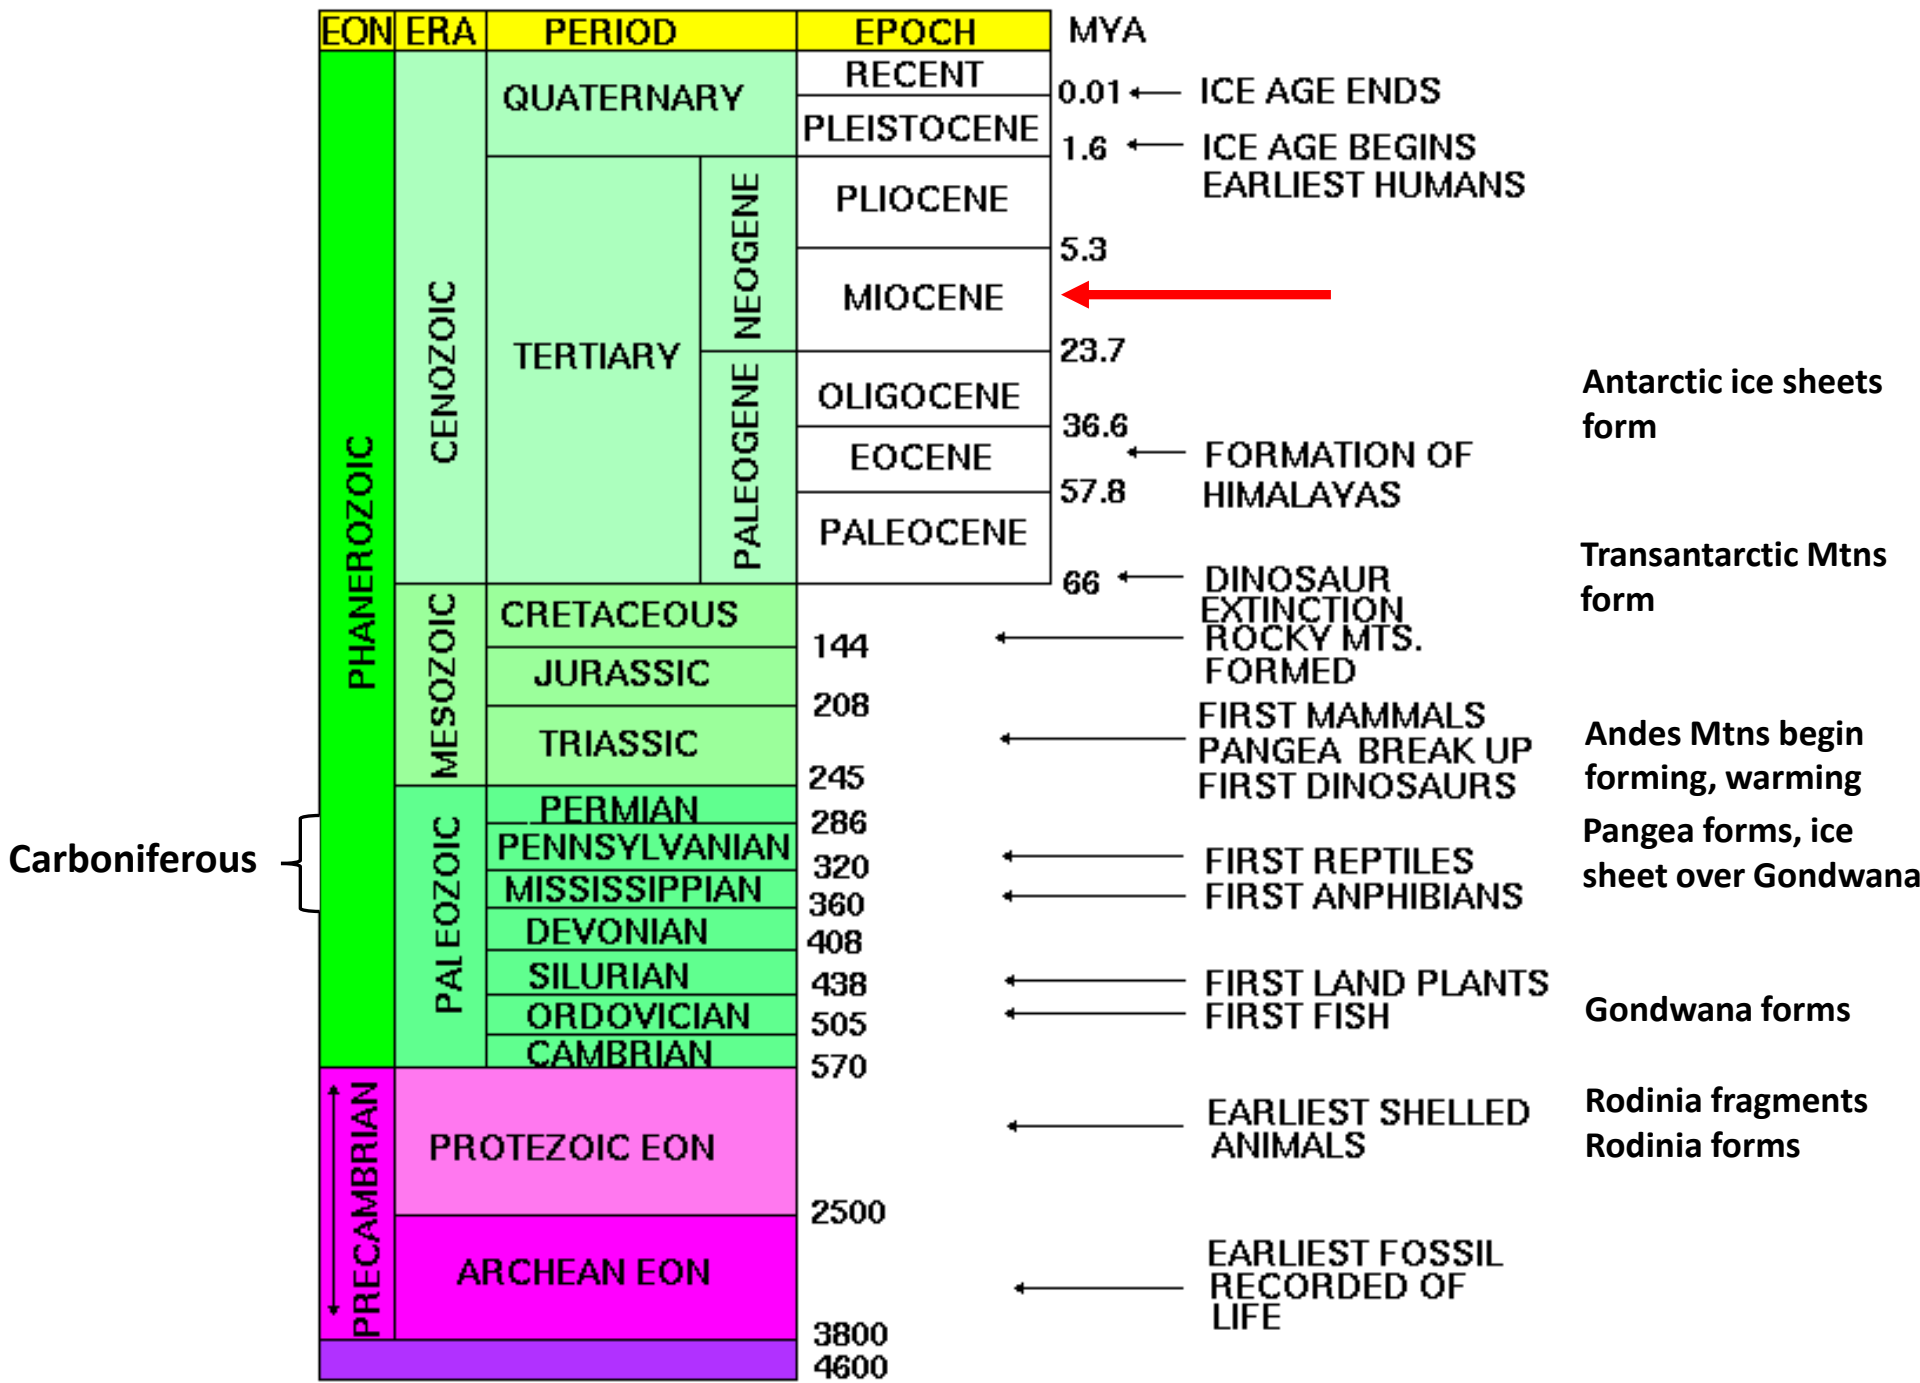 EON ERA PERIOD EPOCH MYA
RECENT
QUATERNARY
0.01 ICE AGE ENDS
PLEISTOCENE
1.6 ICE AGE BEGINS
EARLIEST HUMANS
PLIOCENE
NEOGENE
5.3
MIOCENE
CENOZOIC
TERTIARY
23.7
Antarctic ice sheets
form
OLIGOCENE
PALEOGENE
36.6
EOCENE
FORMATION OF
HIMALAYAS
57.8
PALEOCENE
PHANEROZOIC
Transantarctic Mtns
form
66 DINOSAUR
EXTINCTION
CRETACEOUS
ROCKY MTS.
FORMED
144
MESOZOIC
JURASSIC
208
FIRST MAMMALS
PANGEA BREAK UP
FIRST DINOSAURS
Andes Mtns begin
forming, warming
TRIASSIC
245
PERMIAN
286
Pangea forms, ice
sheet over Gondwana
Carboniferous
PALEOZOIC
PENNSYLVANIAN
320
FIRST REPTILES
MISSISSIPPIAN
FIRST ANPHIBIANS
360
DEVONIAN
408
SILURIAN
438
FIRST LAND PLANTS
ORDOVICIAN
505
FIRST FISH
Gondwana forms
CAMBRIAN
570
PRECAMBRIAN
Rodinia fragments
Rodinia forms
EARLIEST SHELLED
ANIMALS
PROTEZOIC EON
2500
ARCHEAN EON
EARLIEST FOSSIL
RECORDED OF
LIFE
3800
4600